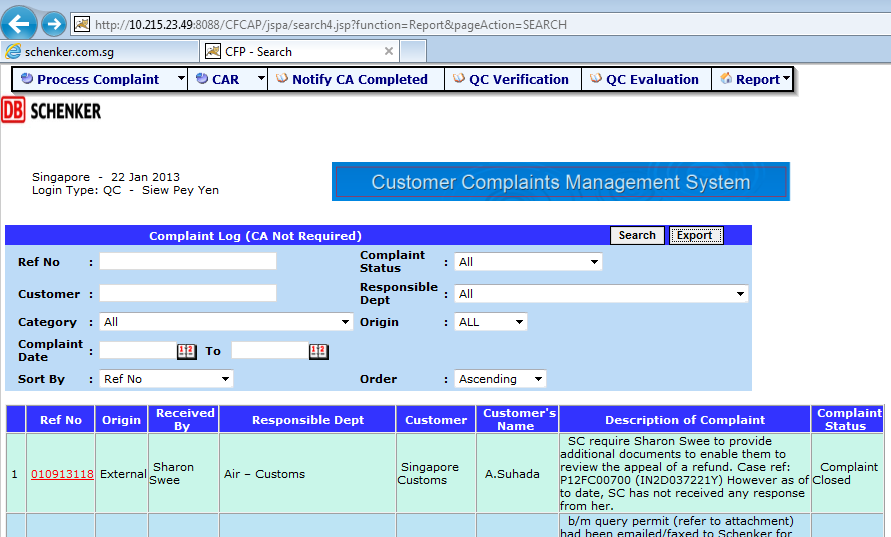 http://10.215.23.49:8088/CFCAP/jspa/search4.jsp?function=Report&pageAction=SEARCH
schenker.com.sg
CFP - Search
Process Complaint CAR Notify CA Completed QC Verification QC Evaluation Report
DB SCHENKER
Singapore - 22 Jan 2013
Login Type: QC - Siew Pey Yen
Customer Complaints Management System
Complaint Log (CA Not Required) Search Export
Ref No : Complaint Status : All
Customer : Responsible Dept : All
Category : All Origin : ALL
Complaint Date : To
Sort By : Ref No Order : Ascending
Ref No Origin Received By Responsible Dept Customer Customer's Name Description of Complaint Complaint Status
1 010913118 External Sharon Swee Air – Customs Singapore Customs A.Suhada
SC require Sharon Swee to provide
additional documents to enable them to
review the appeal of a refund. Case ref:
P12FC00700 (IN2D037221Y) However as of
to date, SC has not received any response
from her.
Complaint Closed
b/m query permit (refer to attachment)
had been emailed/faxed to Schenker for